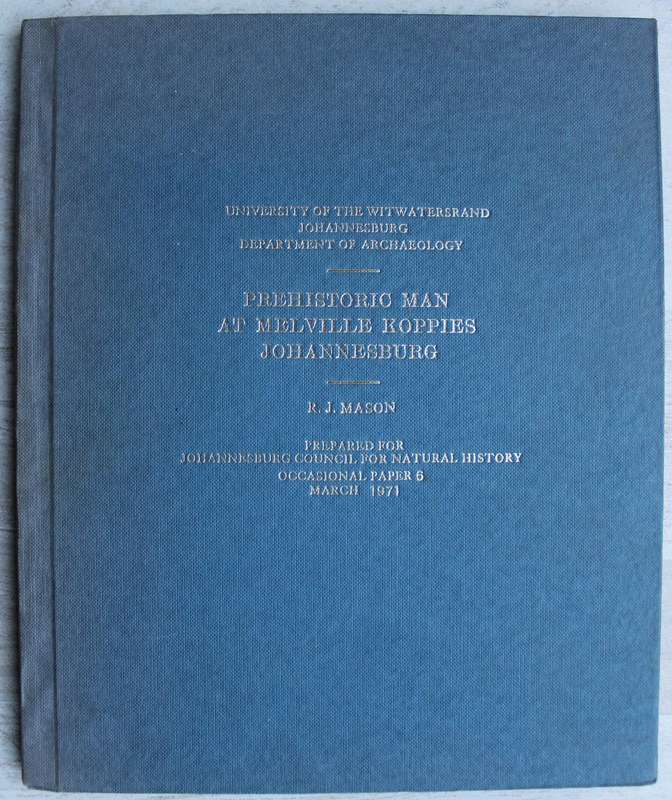 UNIVERSITY OF THE WITWATERSRAND
JOHANNESBURG
DEPARTMENT OF ARCHAEOLOGY
PREHISTORIC MAN
AT MELVILLE KOPPIES
JOHANNESBURG
R. J. MASON
PREPARED FOR
JOHANNESBURG COUNCIL FOR NATURAL HISTORY
OCCASIONAL PAPER 6
MARCH 1971